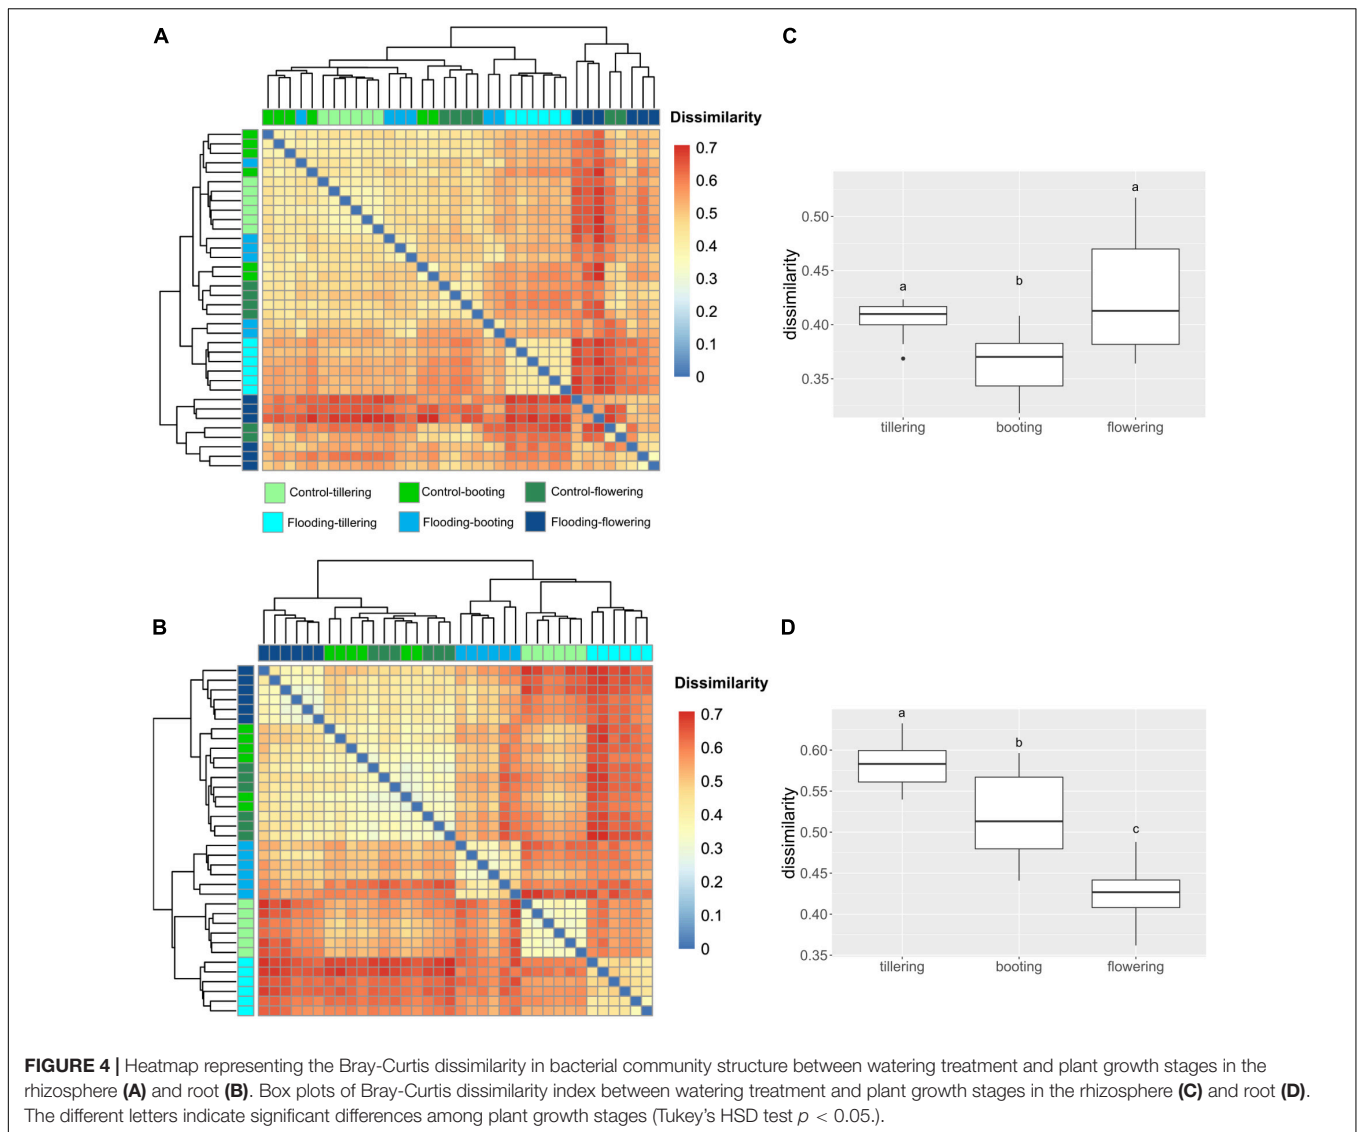 A
Dissimilarity
0.7
0.6
0.5
0.4
0.3
0.2
0.1
0
Control-tillering
Control-booting
Control-flowering
Flooding-tillering
Flooding-booting
Flooding-flowering
C
dissimilarity
0.50
0.45
0.40
0.35
a
b
a
tillering
booting
flowering
B
Dissimilarity
0.7
0.6
0.5
0.4
0.3
0.2
0.1
0
D
dissimilarity
0.60
0.55
0.50
0.45
0.40
0.35
a
b
c
tillering
booting
flowering
FIGURE 4 | Heatmap representing the Bray-Curtis dissimilarity in bacterial community structure between watering treatment and plant growth stages in the
rhizosphere (A) and root (B). Box plots of Bray-Curtis dissimilarity index between watering treatment and plant growth stages in the rhizosphere (C) and root (D).
The different letters indicate significant differences among plant growth stages (Tukey's HSD test p < 0.05.).